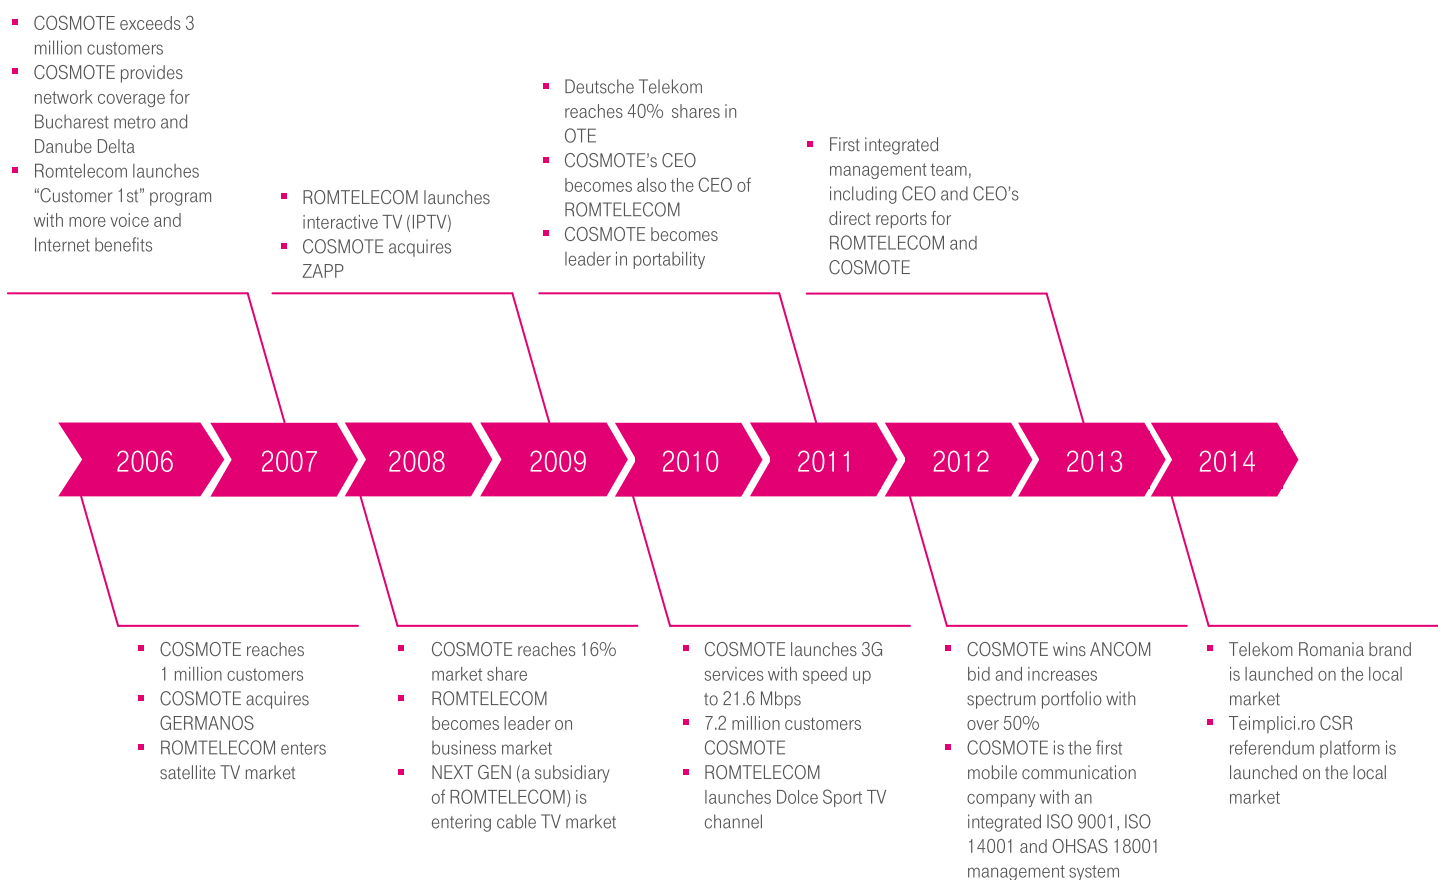 COSMOTE exceeds 3
million customers
COSMOTE provides
network coverage for
Bucharest metro and
Danube Delta
Romtelecom launches
“Customer 1st” program
with more voice and
Internet benefits
ROMTELECOM launches
interactive TV (IPTV)
COSMOTE acquires
ZAPP
Deutsche Telekom
reaches 40% shares in
OTE
COSMOTE’s CEO
becomes also the CEO of
ROMTELECOM
COSMOTE becomes
leader in portability
First integrated
management team,
including CEO and CEO’s
direct reports for
ROMTELECOM and
COSMOTE
2006
2007
2008
2009
2010
2011
2012
2013
2014
COSMOTE reaches
1 million customers
COSMOTE acquires
GERMANOS
ROMTELECOM enters
satellite TV market
COSMOTE reaches 16%
market share
ROMTELECOM
becomes leader on
business market
NEXT GEN (a subsidiary
of ROMTELECOM) is
entering cable TV market
COSMOTE launches 3G
services with speed up
to 21.6 Mbps
7.2 million customers
COSMOTE
ROMTELECOM
launches Dolce Sport TV
channel
COSMOTE wins ANCOM
bid and increases
spectrum portfolio with
over 50%
COSMOTE is the first
mobile communication
company with an
integrated ISO 9001, ISO
14001 and OHSAS 18001
management system
Telekom Romania brand
is launched on the local
market
Teimplici.ro CSR
referendum platform is
launched on the local
market